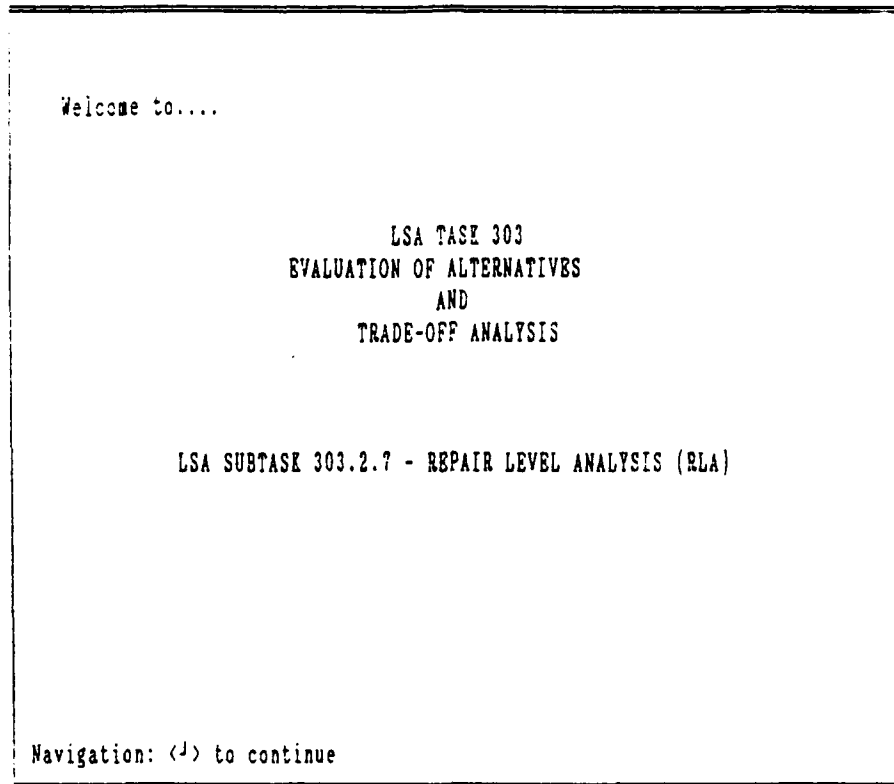 Welcome to....
LSA TASK 303
EVALUATION OF ALTERNATIVES
AND
TRADE-OFF ANALYSIS
LSA SUBTASK 303.2.7 - REPAIR LEVEL ANALYSIS (RLA)
Navigation: <┘> to continue